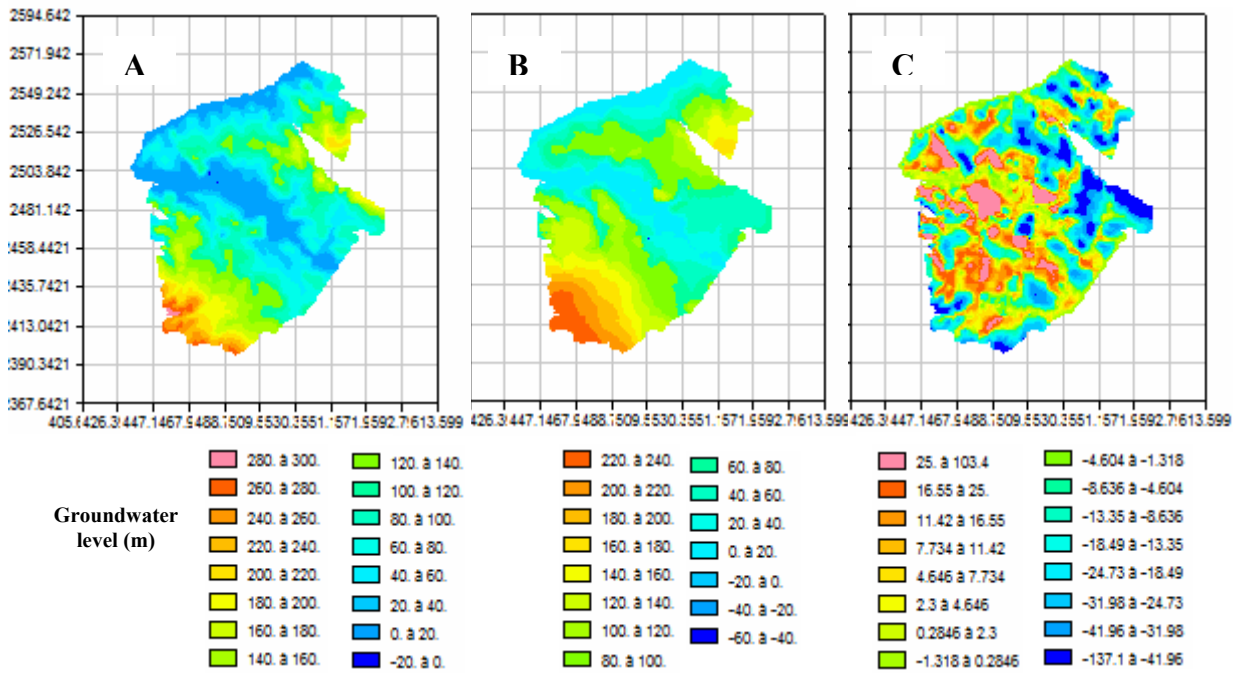 2594.642
2571.942
2549.242
2526.542
2503.842
2481.142
2458.4421
2435.7421
2413.0421
2390.3421
2367.6421
A
B
C
613.599
613.599
613.599
Groundwater
level (m)
280. à 300.
260. à 280.
240. à 260.
220. à 240.
200. à 220.
180. à 200.
160. à 180.
140. à 160.
120. à 140.
100. à 120.
80. à 100.
60. à 80.
40. à 60.
20. à 40.
0. à 20.
-20. à 0.
220. à 240.
200. à 220.
180. à 200.
160. à 180.
140. à 160.
120. à 140.
100. à 120.
80. à 100.
60. à 80.
40. à 60.
20. à 40.
0. à 20.
-20. à 0.
-40. à -20.
-60. à -40.
25. à 103.4
16.55 à 25.
11.42 à 16.55
7.734 à 11.42
4.646 à 7.734
2.3 à 4.646
0.2846 à 2.3
-1.318 à 0.2846
-4.604 à -1.318
-8.636 à -4.604
-13.35 à -8.636
-18.49 à -13.35
-24.73 à -18.49
-31.98 à -24.73
-41.96 à -31.98
-137.1 à -41.96